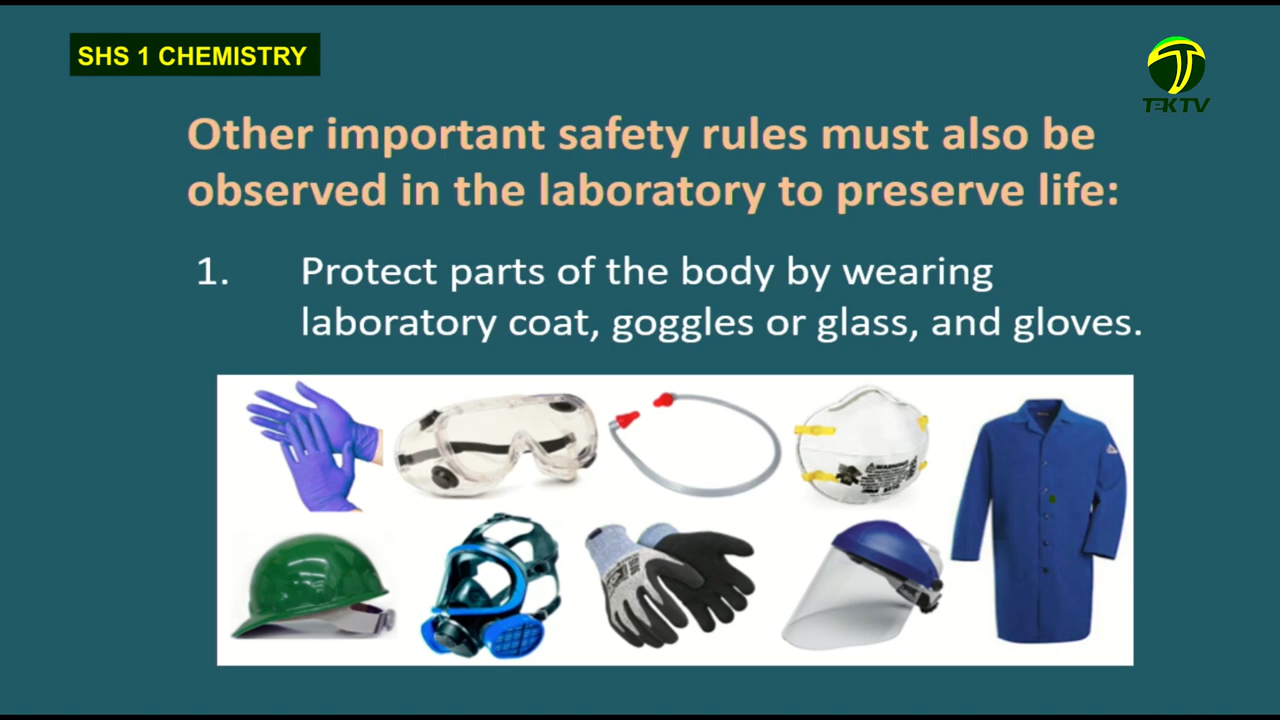 SHS 1 CHEMISTRY
TEKTV
Other important safety rules must also be
observed in the laboratory to preserve life:
1. Protect parts of the body by wearing
laboratory coat, goggles or glass, and gloves.
WARNING